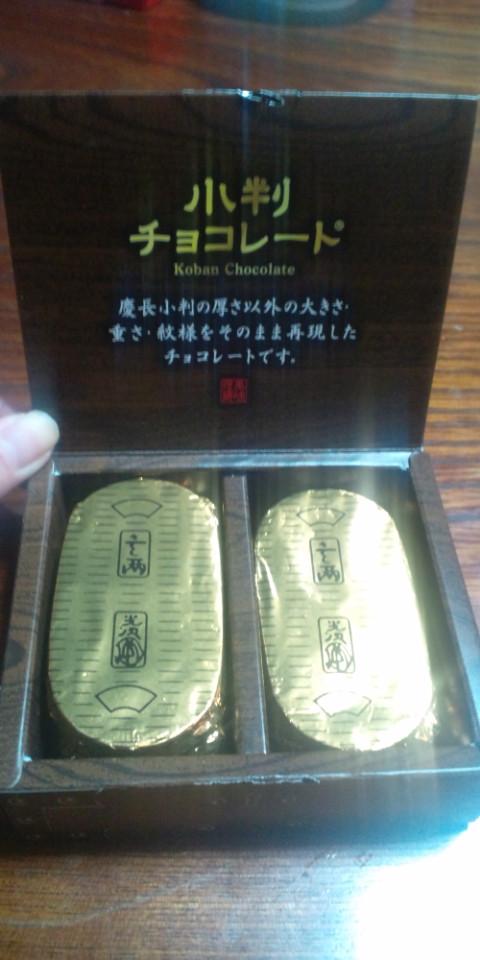 小判
チョコレート
Koban Chocolate
慶長小判の厚さ以外の大きさ・
重さ・紋様をそのまま再現した
チョコレートです。